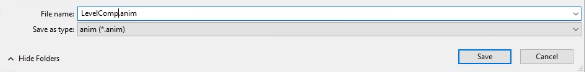 File name: LevelComp.anim
Save as type: anim (*.anim)
Hide Folders Save Cancel